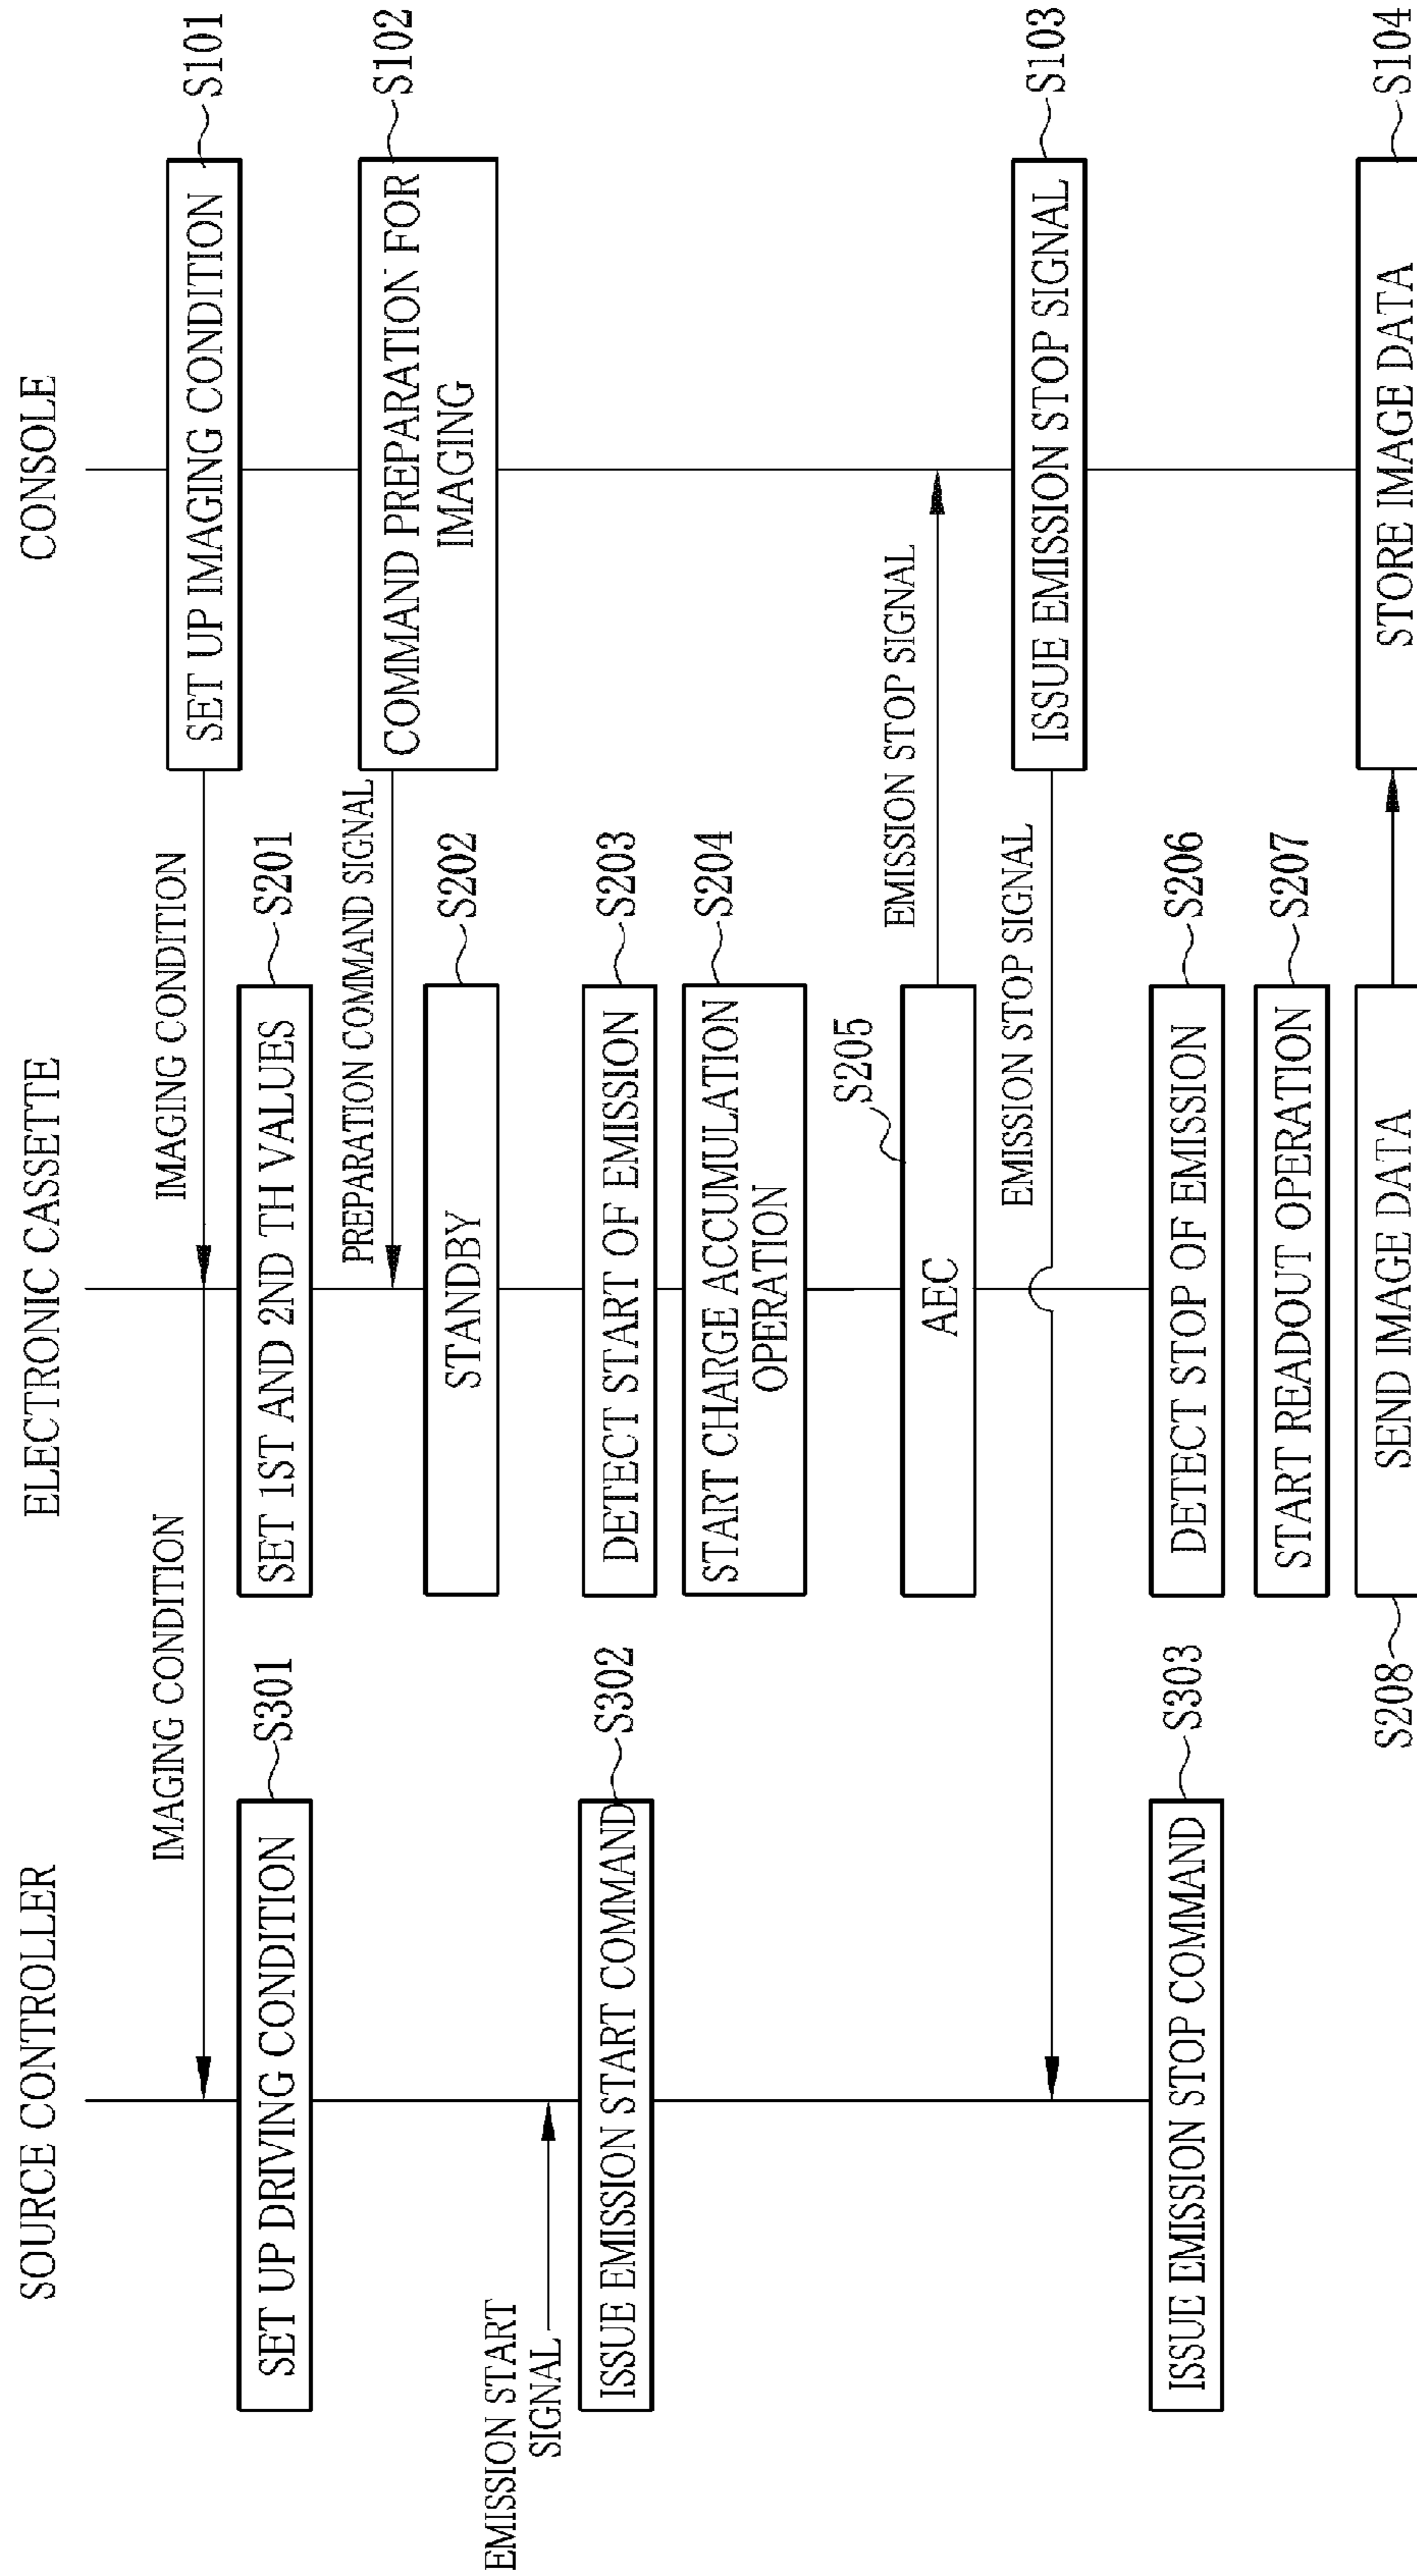 SOURCE CONTROLLER
ELECTRONIC CASSETTE
CONSOLE
SET UP IMAGING CONDITION
S101
IMAGING CONDITION
IMAGING CONDITION
SET UP DRIVING CONDITION
S301
SET 1ST AND 2ND TH VALUES
S201
COMMAND PREPARATION FOR
IMAGING
S102
PREPARATION COMMAND SIGNAL
STANDBY
S202
EMISSION START
SIGNAL
ISSUE EMISSION START COMMAND
S302
DETECT START OF EMISSION
S203
START CHARGE ACCUMULATION
OPERATION
S204
AEC
S205
EMISSION STOP SIGNAL
ISSUE EMISSION STOP SIGNAL
S103
EMISSION STOP SIGNAL
ISSUE EMISSION STOP COMMAND
S303
DETECT STOP OF EMISSION
S206
START READOUT OPERATION
S207
S208
SEND IMAGE DATA
STORE IMAGE DATA
S104